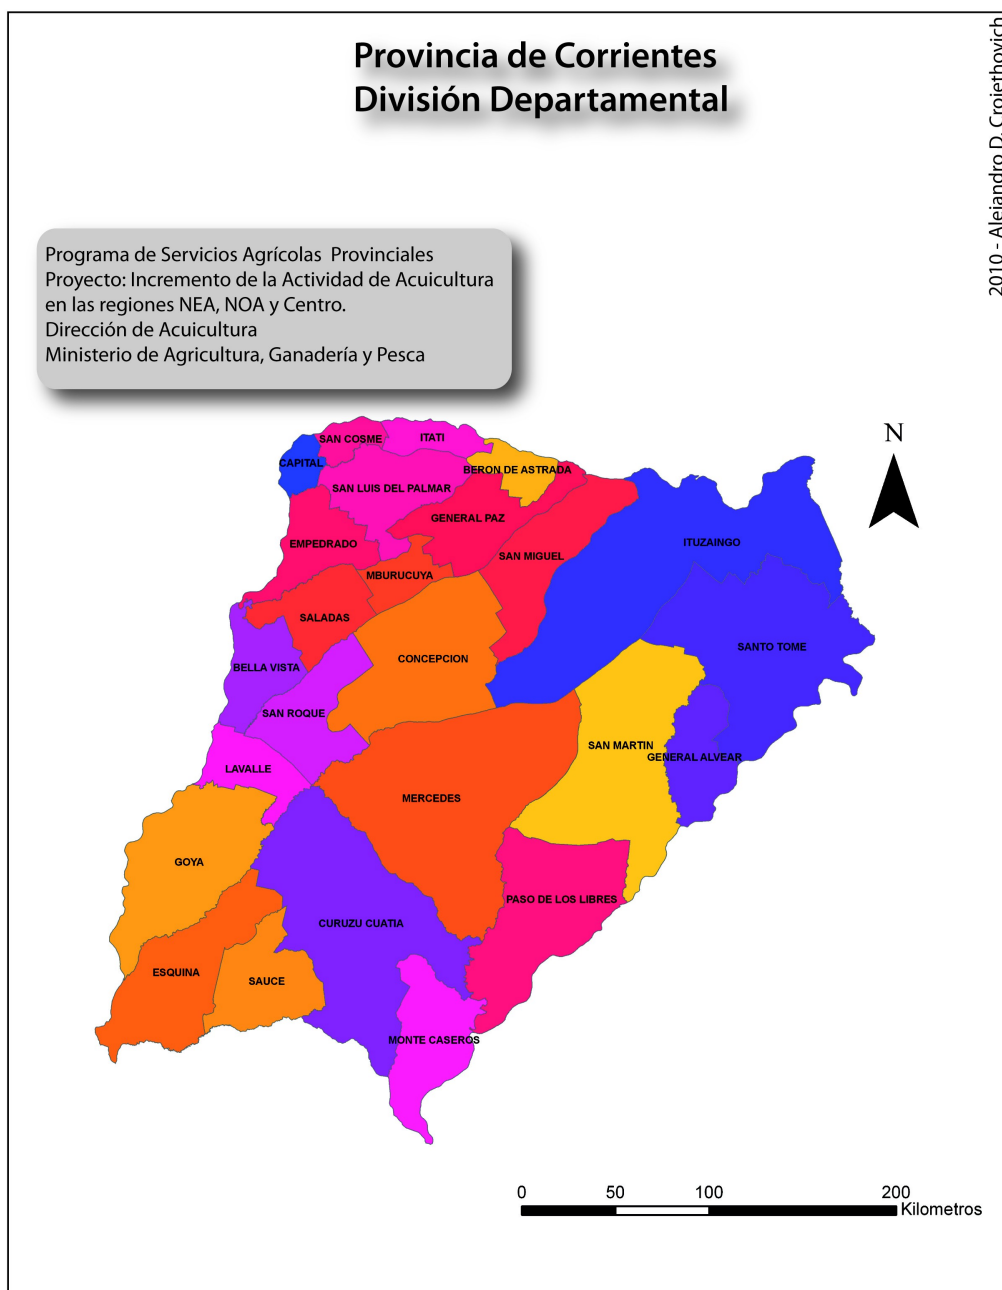 Provincia de Corrientes
División Departamental
2010 - Alejandro D. Crojethovich
Programa de Servicios Agrícolas  Provinciales
Proyecto: Incremento de la Actividad de Acuicultura
en las regiones NEA, NOA y Centro.
Dirección de Acuicultura
Ministerio de Agricultura, Ganadería y Pesca
N
SAN COSME
ITATI
CAPITAL
BERON DE ASTRADA
SAN LUIS DEL PALMAR
GENERAL PAZ
EMPEDRADO
ITUZAINGO
SAN MIGUEL
MBURUCUYA
SALADAS
SANTO TOME
CONCEPCION
BELLA VISTA
SAN ROQUE
SAN MARTIN
GENERAL ALVEAR
LAVALLE
MERCEDES
GOYA
PASO DE LOS LIBRES
CURUZU CUATIA
ESQUINA
SAUCE
MONTE CASEROS
0 50 100 200
Kilometros